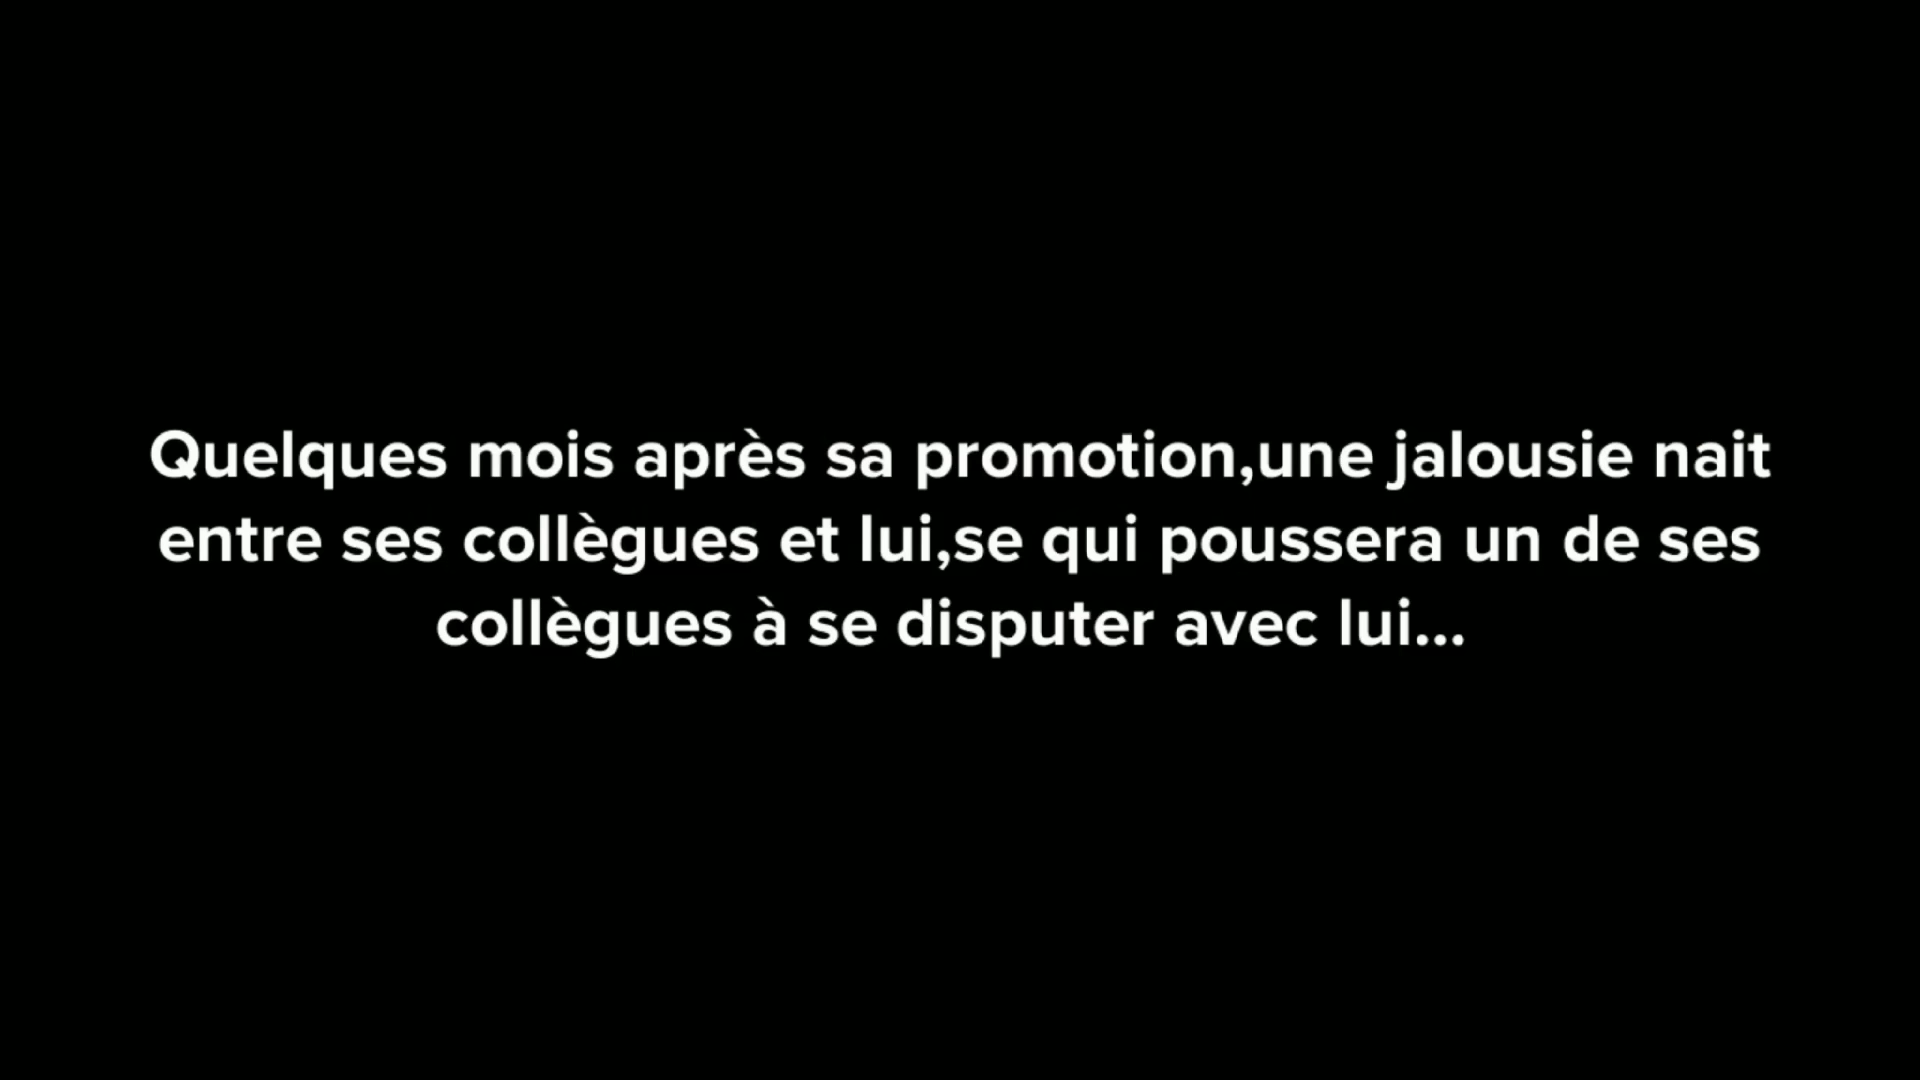 Quelques mois après sa promotion,une jalousie nait
entre ses collègues et lui,se qui poussera un de ses
collègues à se disputer avec lui...